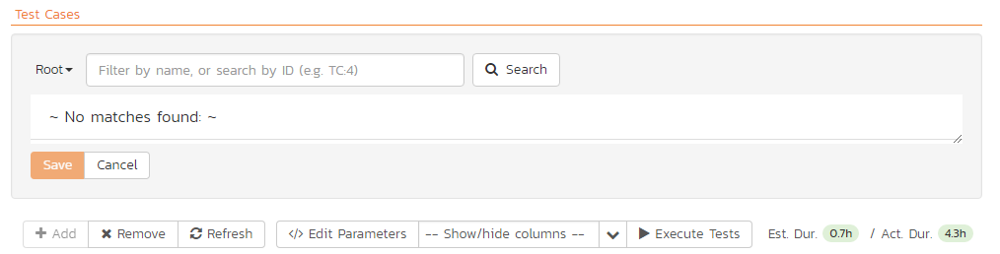 Test Cases
Root Filter by name, or search by ID (e.g. TC:4) Search
~ No matches found: ~
Save Cancel
Add Remove Refresh </> Edit Parameters -- Show/hide columns -- Execute Tests Est. Dur. 0.7h / Act. Dur. 4.3h